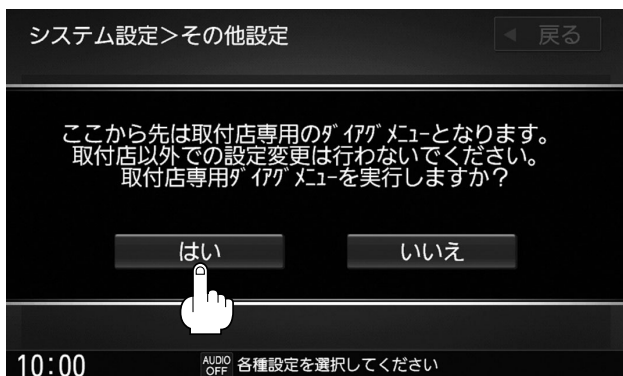 システム設定＞その他設定
◀ 戻る
ここから先は取付店専用のﾀﾞｲｱｸﾞﾒﾆｭｰとなります。
取付店以外での設定変更は行わないでください。
取付店専用ﾀﾞｲｱｸﾞﾒﾆｭｰを実行しますか？
はい いいえ
10:00 AUDIO OFF 各種設定を選択してください